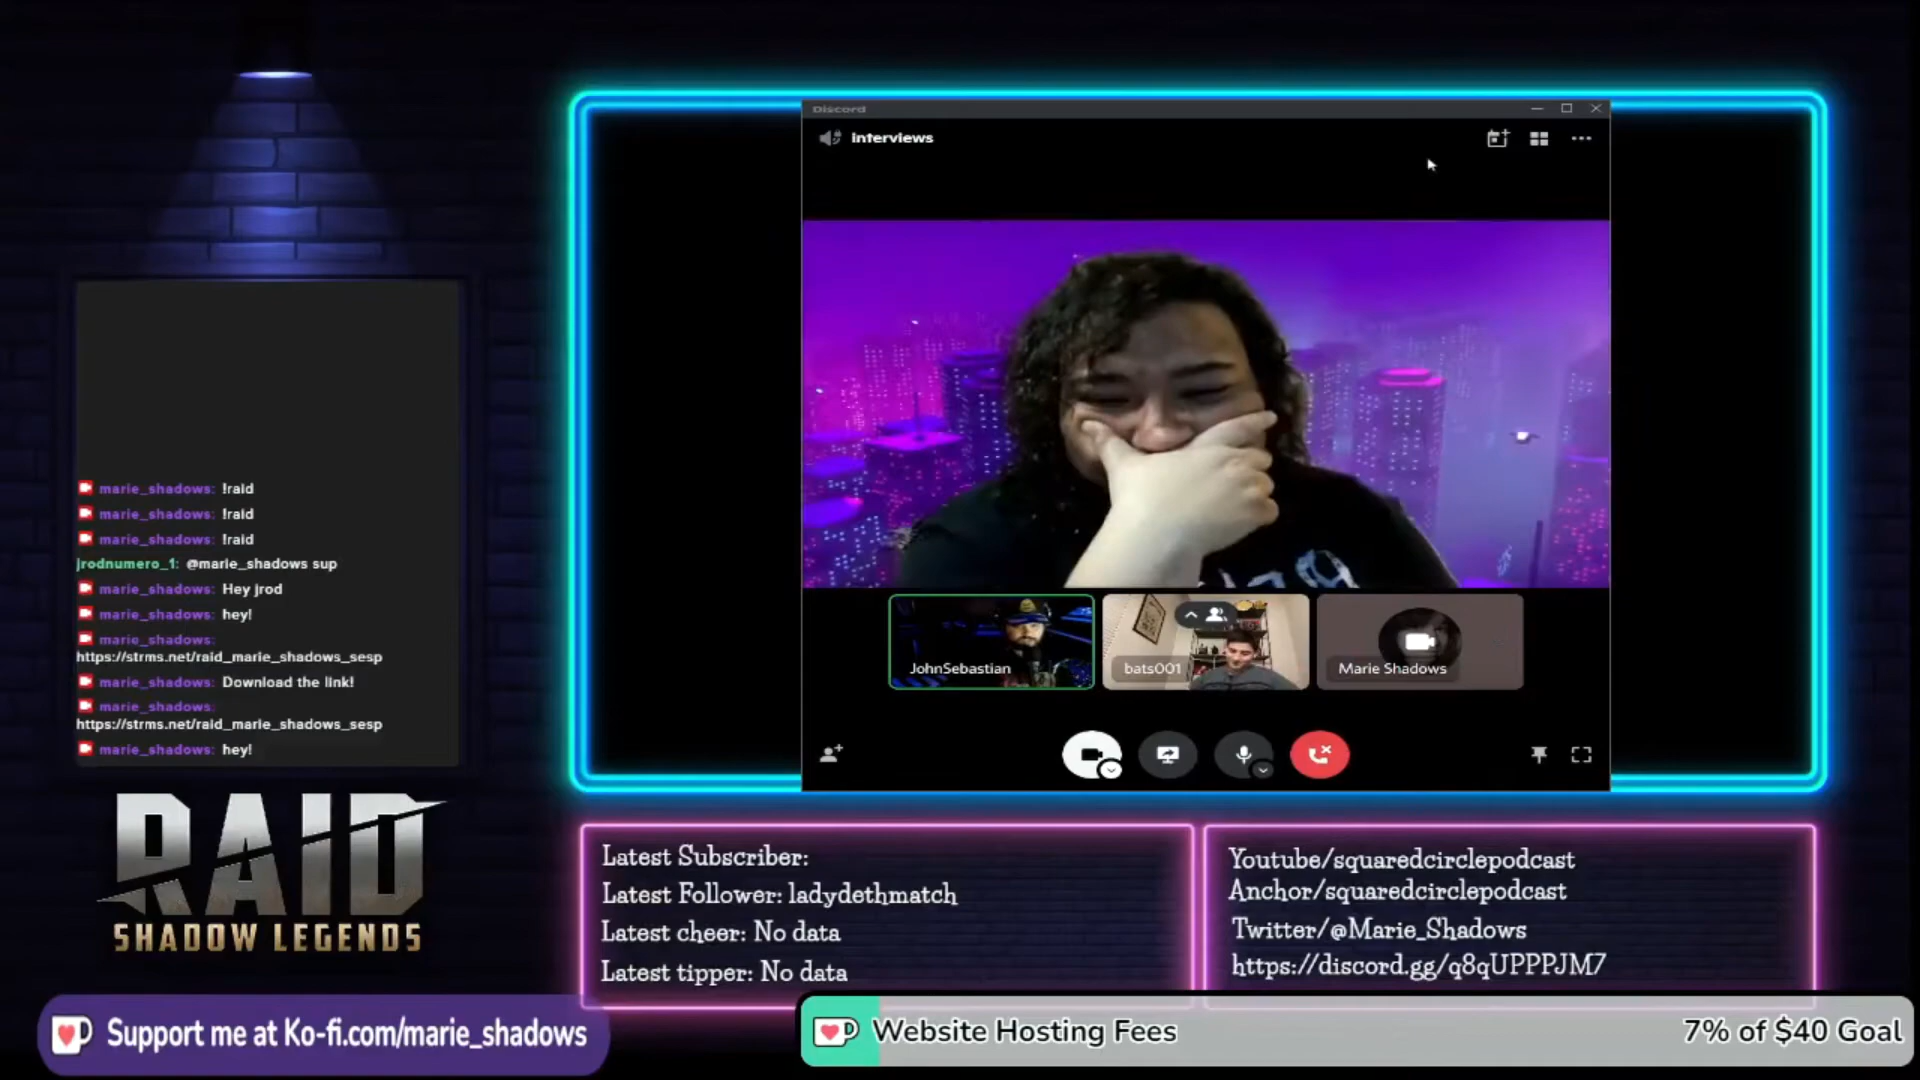 Discord
interviews
JohnSebastian
bats001
Marie Shadows
marie_shadows: !raid
marie_shadows: !raid
marie_shadows: !raid
jrodnumero_1: @marie_shadows sup
marie_shadows: Hey jrod
marie_shadows: hey!
marie_shadows:
https://strms.net/raid_marie_shadows_sesp
marie_shadows: Download the link!
marie_shadows:
https://strms.net/raid_marie_shadows_sesp
marie_shadows: hey!
RAID
SHADOW LEGENDS
Latest Subscriber:
Latest Follower: ladydethmatch
Latest cheer: No data
Latest tipper: No data
Youtube/squaredcirclepodcast
Anchor/squaredcirclepodcast
Twitter/@Marie_Shadows
https://discord.gg/q8qUPPPJM7
Support me at Ko-fi.com/marie_shadows
Website Hosting Fees
7% of $40 Goal